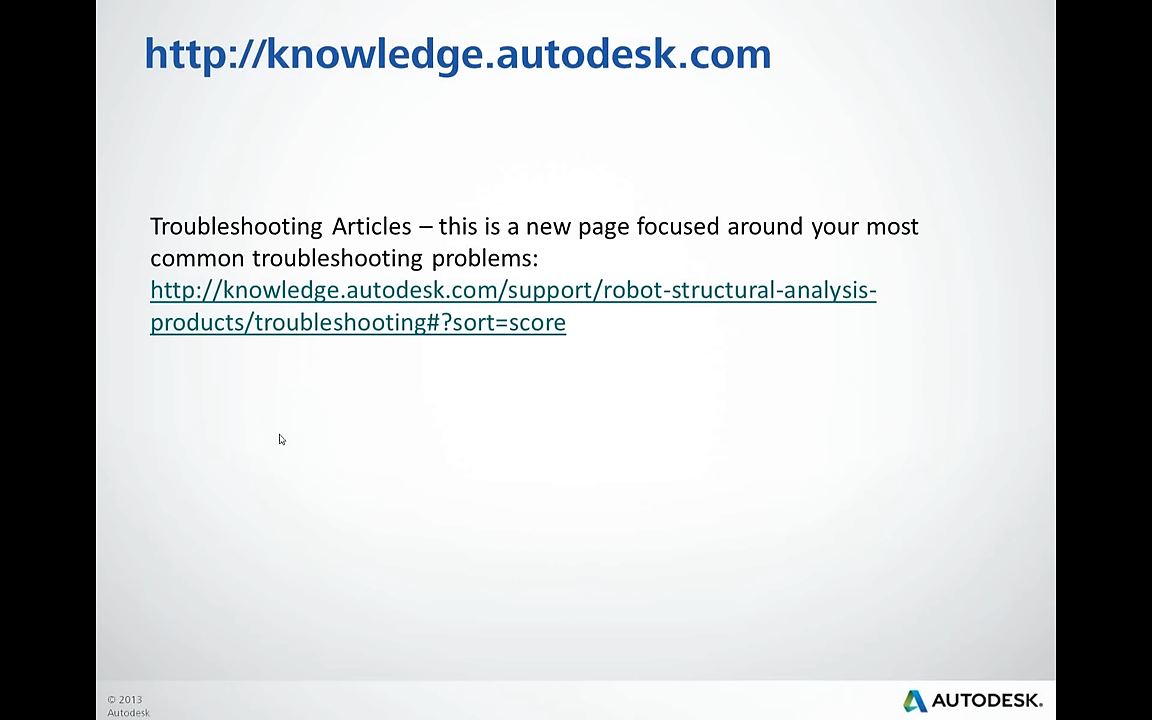 http://knowledge.autodesk.com
Troubleshooting Articles – this is a new page focused around your most
common troubleshooting problems:
http://knowledge.autodesk.com/support/robot-structural-analysis-
products/troubleshooting#?sort=score
© 2013
Autodesk
AUTODESK.